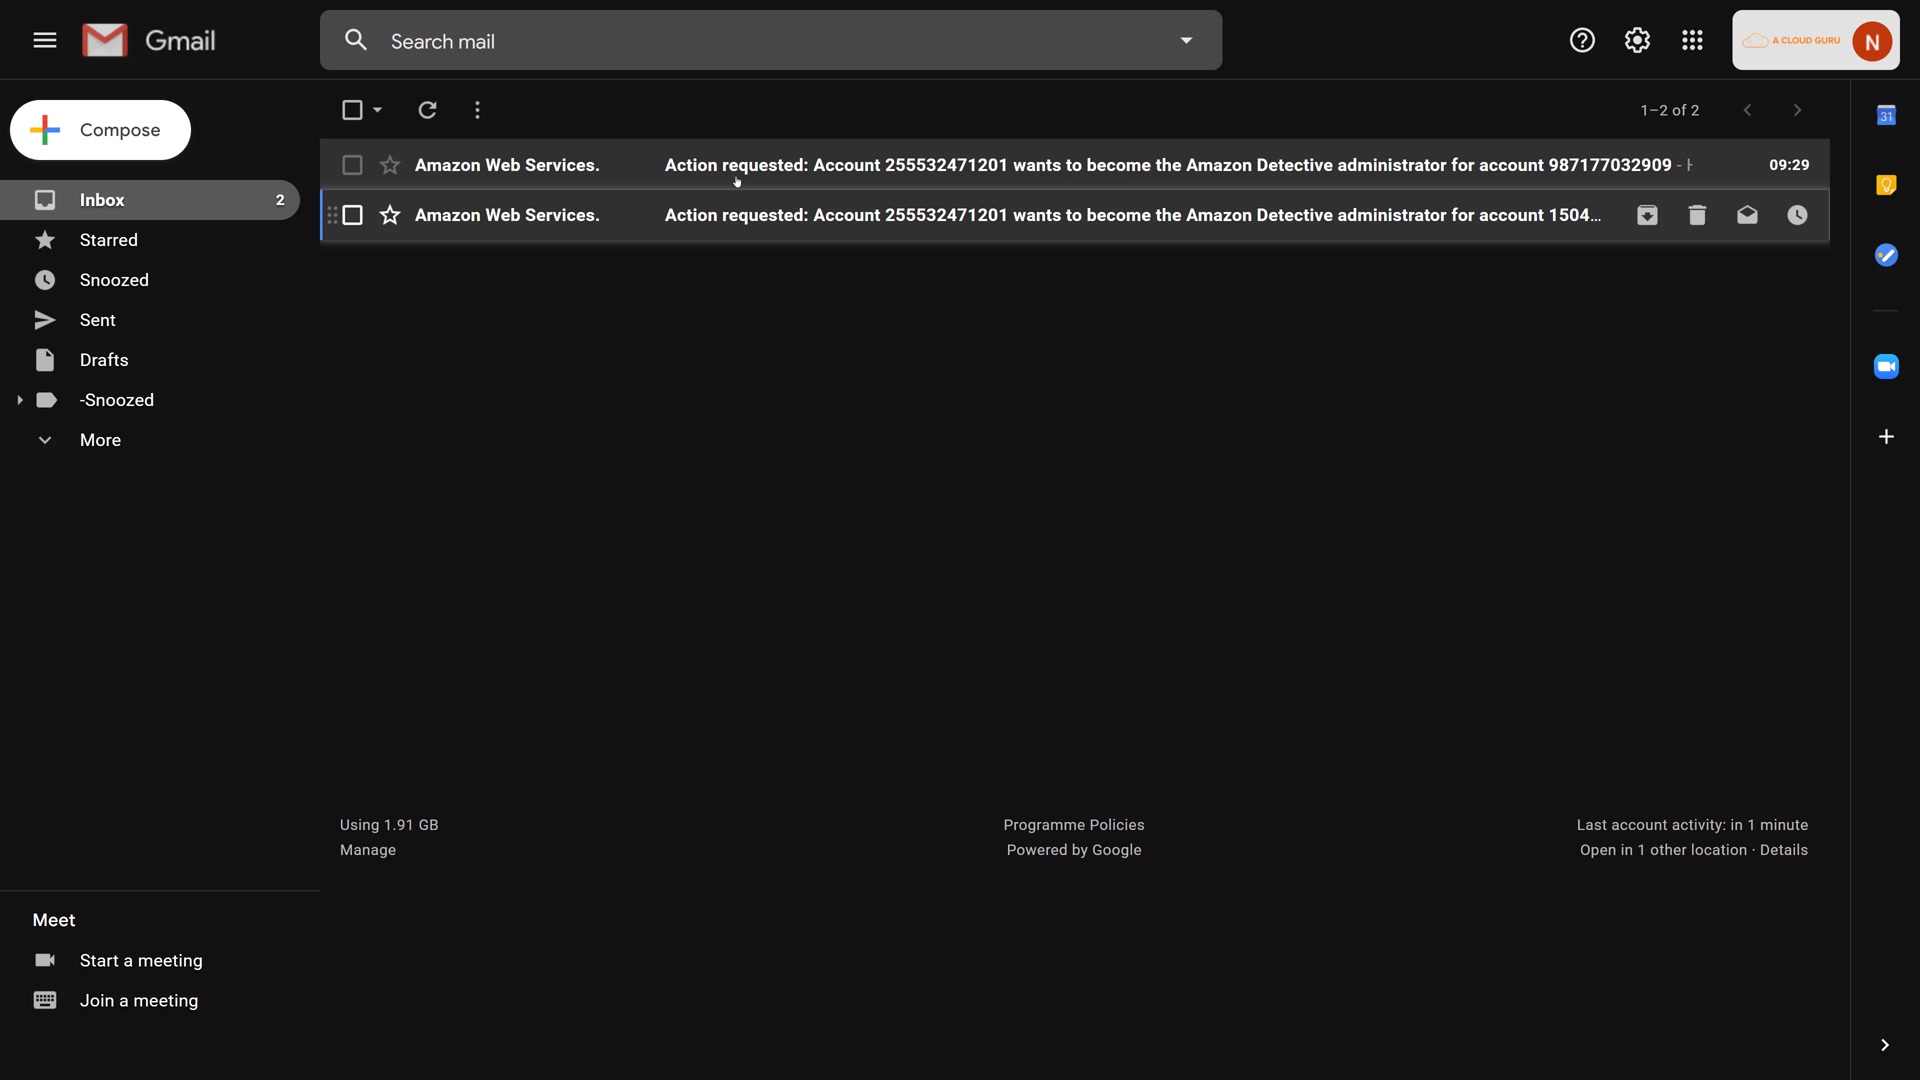 Gmail
Search mail
A CLOUD GURU
N
Compose
1–2 of 2
31
Inbox 2
Amazon Web Services. Action requested: Account 255532471201 wants to become the Amazon Detective administrator for account 987177032909 - 09:29
Amazon Web Services. Action requested: Account 255532471201 wants to become the Amazon Detective administrator for account 1504...
Starred
Snoozed
Sent
Drafts
-Snoozed
More
Using 1.91 GB
Manage
Programme Policies
Powered by Google
Last account activity: in 1 minute
Open in 1 other location · Details
Meet
Start a meeting
Join a meeting